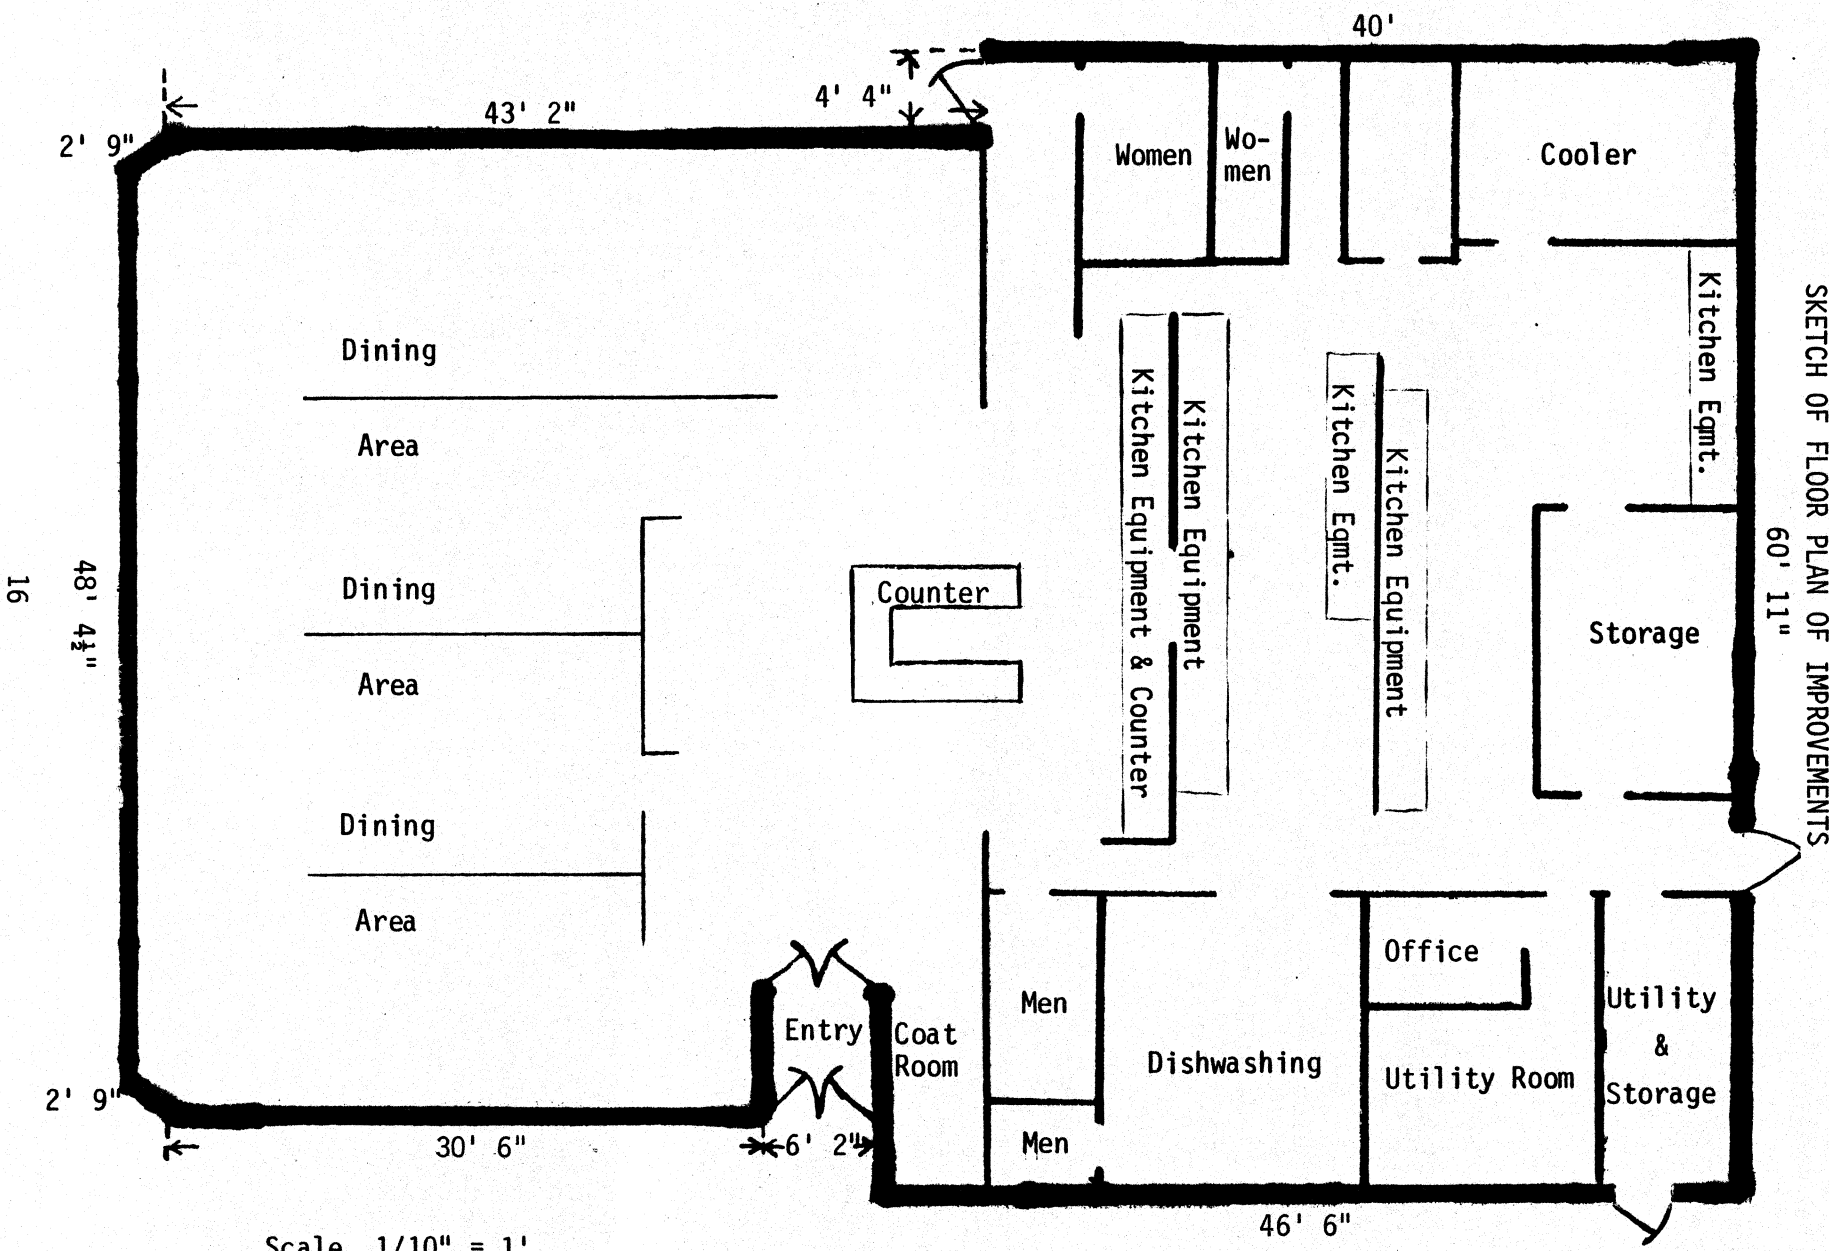 40'
43' 2"
4' 4"
2' 9"
Women
Wo-
men
Cooler
Kitchen Eqmt.
SKETCH OF FLOOR PLAN OF IMPROVEMENTS
Dining
Area
Kitchen Equipment & Counter
Kitchen Equipment
Kitchen Eqmt.
Kitchen Equipment
16
48' 4½"
Dining
Area
Counter
Storage
60' 11"
Dining
Area
Entry
Coat
Room
Men
Dishwashing
Office
Utility Room
Utility
&
Storage
2' 9"
30' 6"
6' 2"
Men
46' 6"
Scale 1/10" = 1'